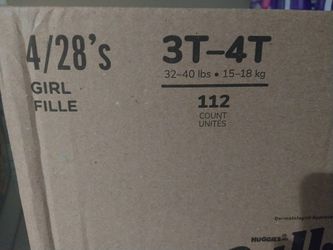 4/28's
GIRL
FILLE
3T–4T
32–40 lbs • 15–18 kg
112
COUNT
UNITÉS
HUGGIES